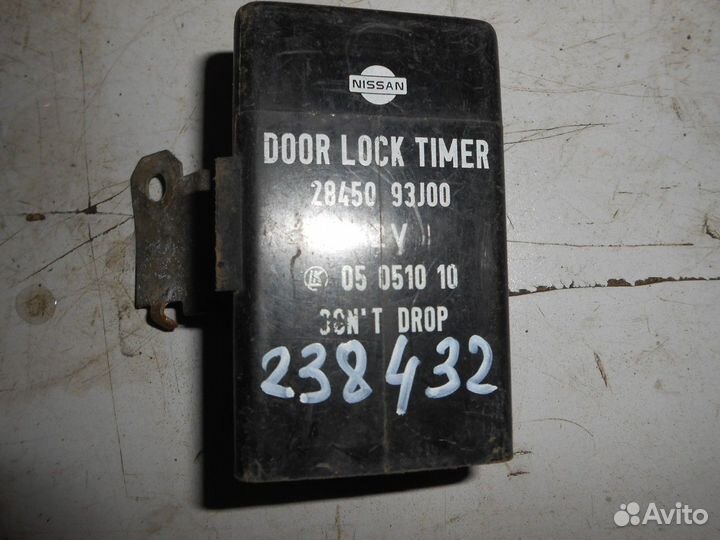 NISSAN
DOOR LOCK TIMER
28450 93J00
V
05 0510 10
DON'T DROP
238432
Avito